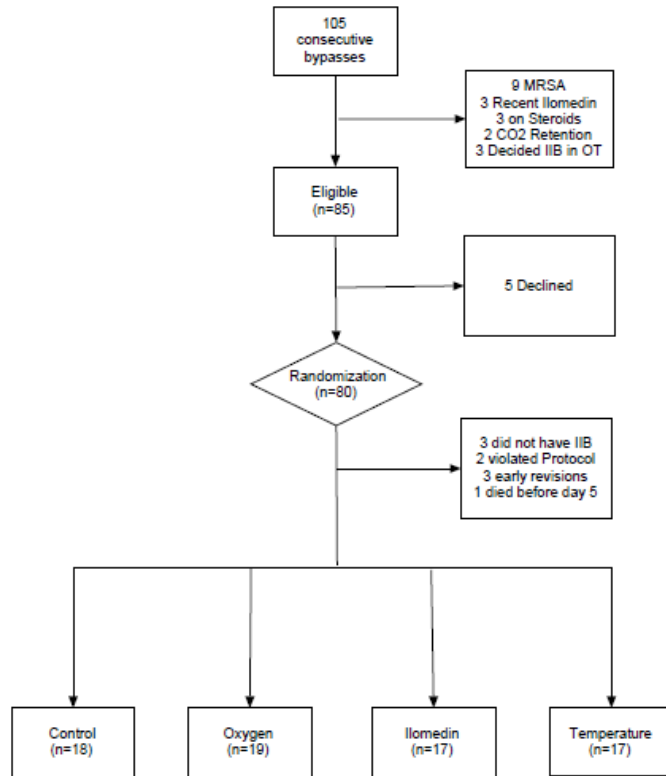 105
consecutive
bypasses
9 MRSA
3 Recent Ilomedin
3 on Steroids
2 CO2 Retention
3 Decided IIB in OT
Eligible
(n=85)
5 Declined
Randomization
(n=80)
3 did not have IIB
2 violated Protocol
3 early revisions
1 died before day 5
Control
(n=18)
Oxygen
(n=19)
Ilomedin
(n=17)
Temperature
(n=17)